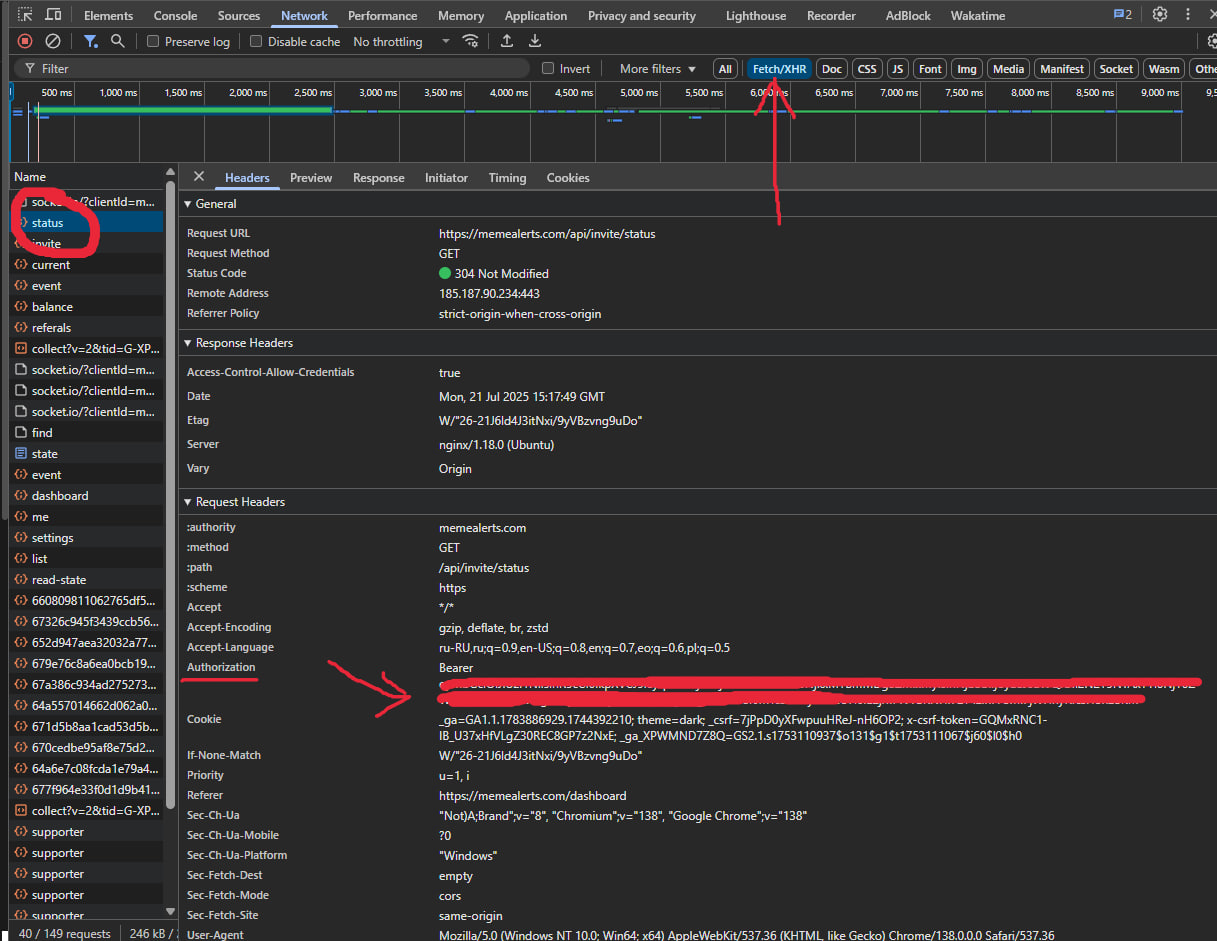 Elements Console Sources Network Performance Memory Application Privacy and security Lighthouse Recorder AdBlock Wakatime 2
Preserve log Disable cache No throttling
Filter Invert More filters All Fetch/XHR Doc CSS JS Font Img Media Manifest Socket Wasm Othe
500 ms 1,000 ms 1,500 ms 2,000 ms 2,500 ms 3,000 ms 3,500 ms 4,000 ms 4,500 ms 5,000 ms 5,500 ms 6,000 ms 6,500 ms 7,000 ms 7,500 ms 8,000 ms 8,500 ms 9,000 ms 9,5
Name
socket.io/?clientId=m...
status
invite
current
event
balance
referals
collect?v=2&tid=G-XP...
socket.io/?clientId=m...
socket.io/?clientId=m...
socket.io/?clientId=m...
find
state
event
dashboard
me
settings
list
read-state
660809811062765df5...
67326c945f3439ccb56...
652d947aea32032a77...
679e76c8a6ea0bcb19...
67a386c934ad275273...
64a557014662d062a0...
671d5b8aa1cad53d5b...
670cedbe95af8e75d2...
64a6e7c08fcda1e79a4...
677f964e33f0d1d9b41...
collect?v=2&tid=G-XP...
supporter
supporter
supporter
supporter
supporter
40 / 149 requests 246 kB /
Headers Preview Response Initiator Timing Cookies
General
Request URL https://memealerts.com/api/invite/status
Request Method GET
Status Code 304 Not Modified
Remote Address 185.187.90.234:443
Referrer Policy strict-origin-when-cross-origin
Response Headers
Access-Control-Allow-Credentials true
Date Mon, 21 Jul 2025 15:17:49 GMT
Etag W/"26-21J6ld4J3itNxi/9yVBzvng9uDo"
Server nginx/1.18.0 (Ubuntu)
Vary Origin
Request Headers
:authority memealerts.com
:method GET
:path /api/invite/status
:scheme https
Accept */*
Accept-Encoding gzip, deflate, br, zstd
Accept-Language ru-RU,ru;q=0.9,en-US;q=0.8,en;q=0.7,eo;q=0.6,pl;q=0.5
Authorization Bearer
Cookie _ga=GA1.1.1783886929.1744392210; theme=dark; _csrf=7jPpD0yXFwpuuHReJ-nH6OP2; x-csrf-token=GQMxRNC1-
IB_U37xHfVLgZ30REC8GP7z2NxE; _ga_XPWMND7Z8Q=GS2.1.s1753110937$o131$g1$t1753111067$j60$l0$h0
If-None-Match W/"26-21J6ld4J3itNxi/9yVBzvng9uDo"
Priority u=1, i
Referer https://memealerts.com/dashboard
Sec-Ch-Ua "Not)A;Brand";v="8", "Chromium";v="138", "Google Chrome";v="138"
Sec-Ch-Ua-Mobile ?0
Sec-Ch-Ua-Platform "Windows"
Sec-Fetch-Dest empty
Sec-Fetch-Mode cors
Sec-Fetch-Site same-origin
User-Agent Mozilla/5.0 (Windows NT 10.0; Win64; x64) AppleWebKit/537.36 (KHTML, like Gecko) Chrome/138.0.0.0 Safari/537.36